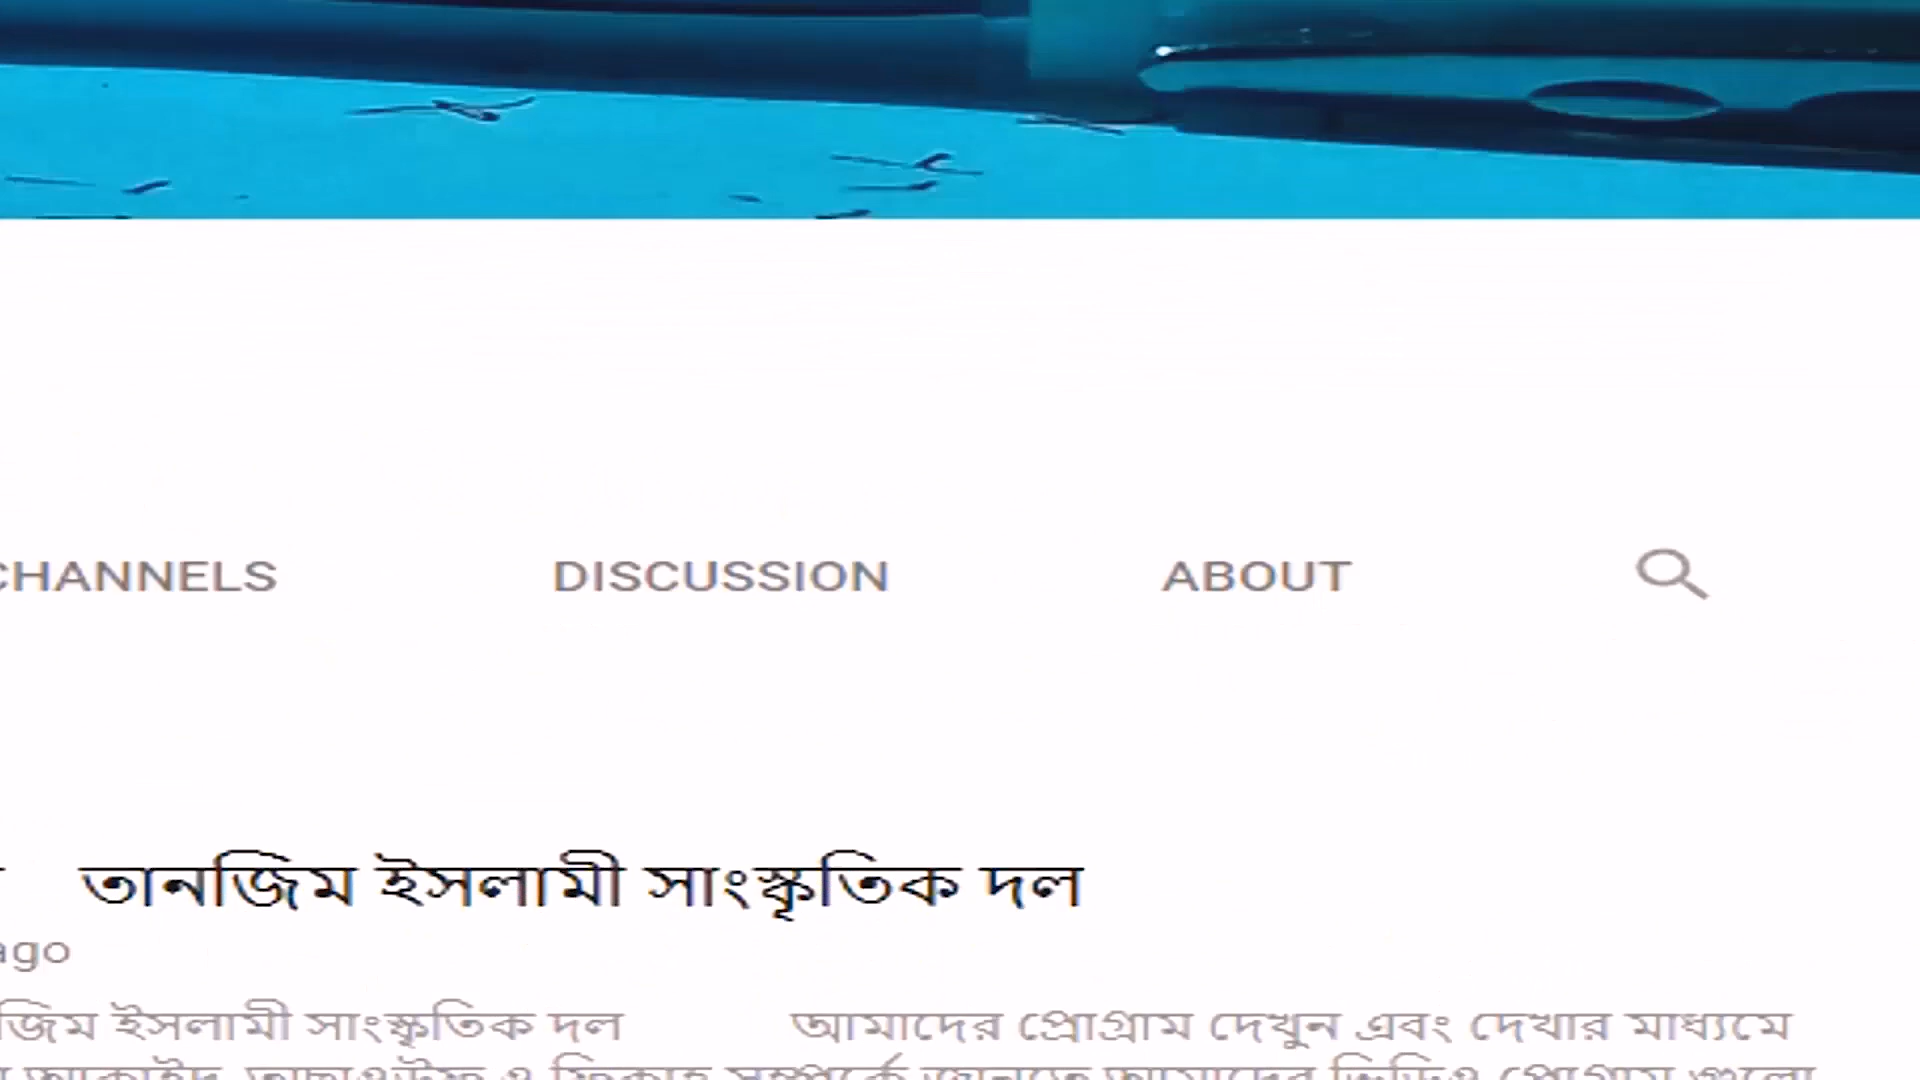 CHANNELS DISCUSSION ABOUT
তানজিম ইসলামী সাংস্কৃতিক দল
ago
ইসলামী সাংস্কৃতিক দল আমাদের প্রোগ্রাম দেখুন এবং দেখার মাধ্যমে